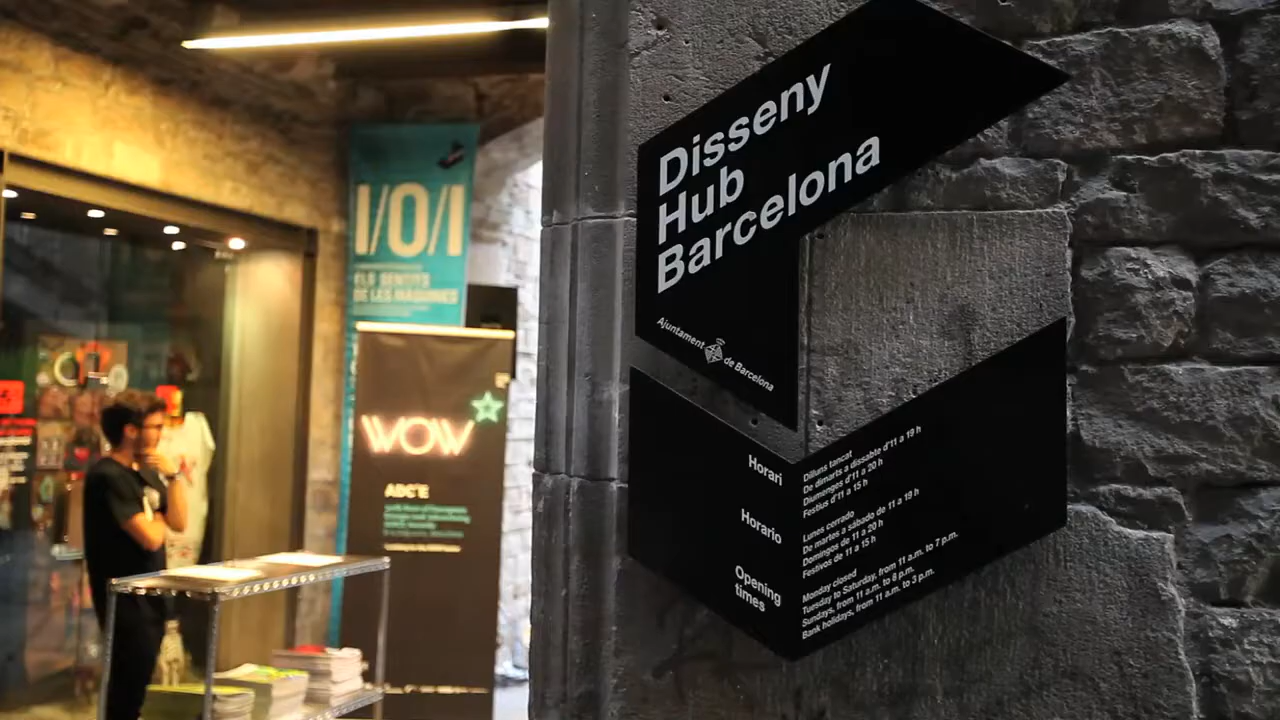 Disseny
Hub
Barcelona
Ajuntament de Barcelona
Horari
Dilluns tancat
De dimarts a dissabte d'11 a 19 h
Diumenges d'11 a 20 h
Festius d'11 a 15 h
Horario
Lunes cerrado
De martes a sábado de 11 a 19 h
Domingos de 11 a 20 h
Festivos de 11 a 15 h
Opening
times
Monday closed
Tuesday to Saturday, from 11 a.m. to 7 p.m.
Sundays, from 11 a.m. to 8 p.m.
Bank holidays, from 11 a.m. to 3 p.m.
I/O/I
ELS SENTITS
DE LES MÀQUINES
WOW